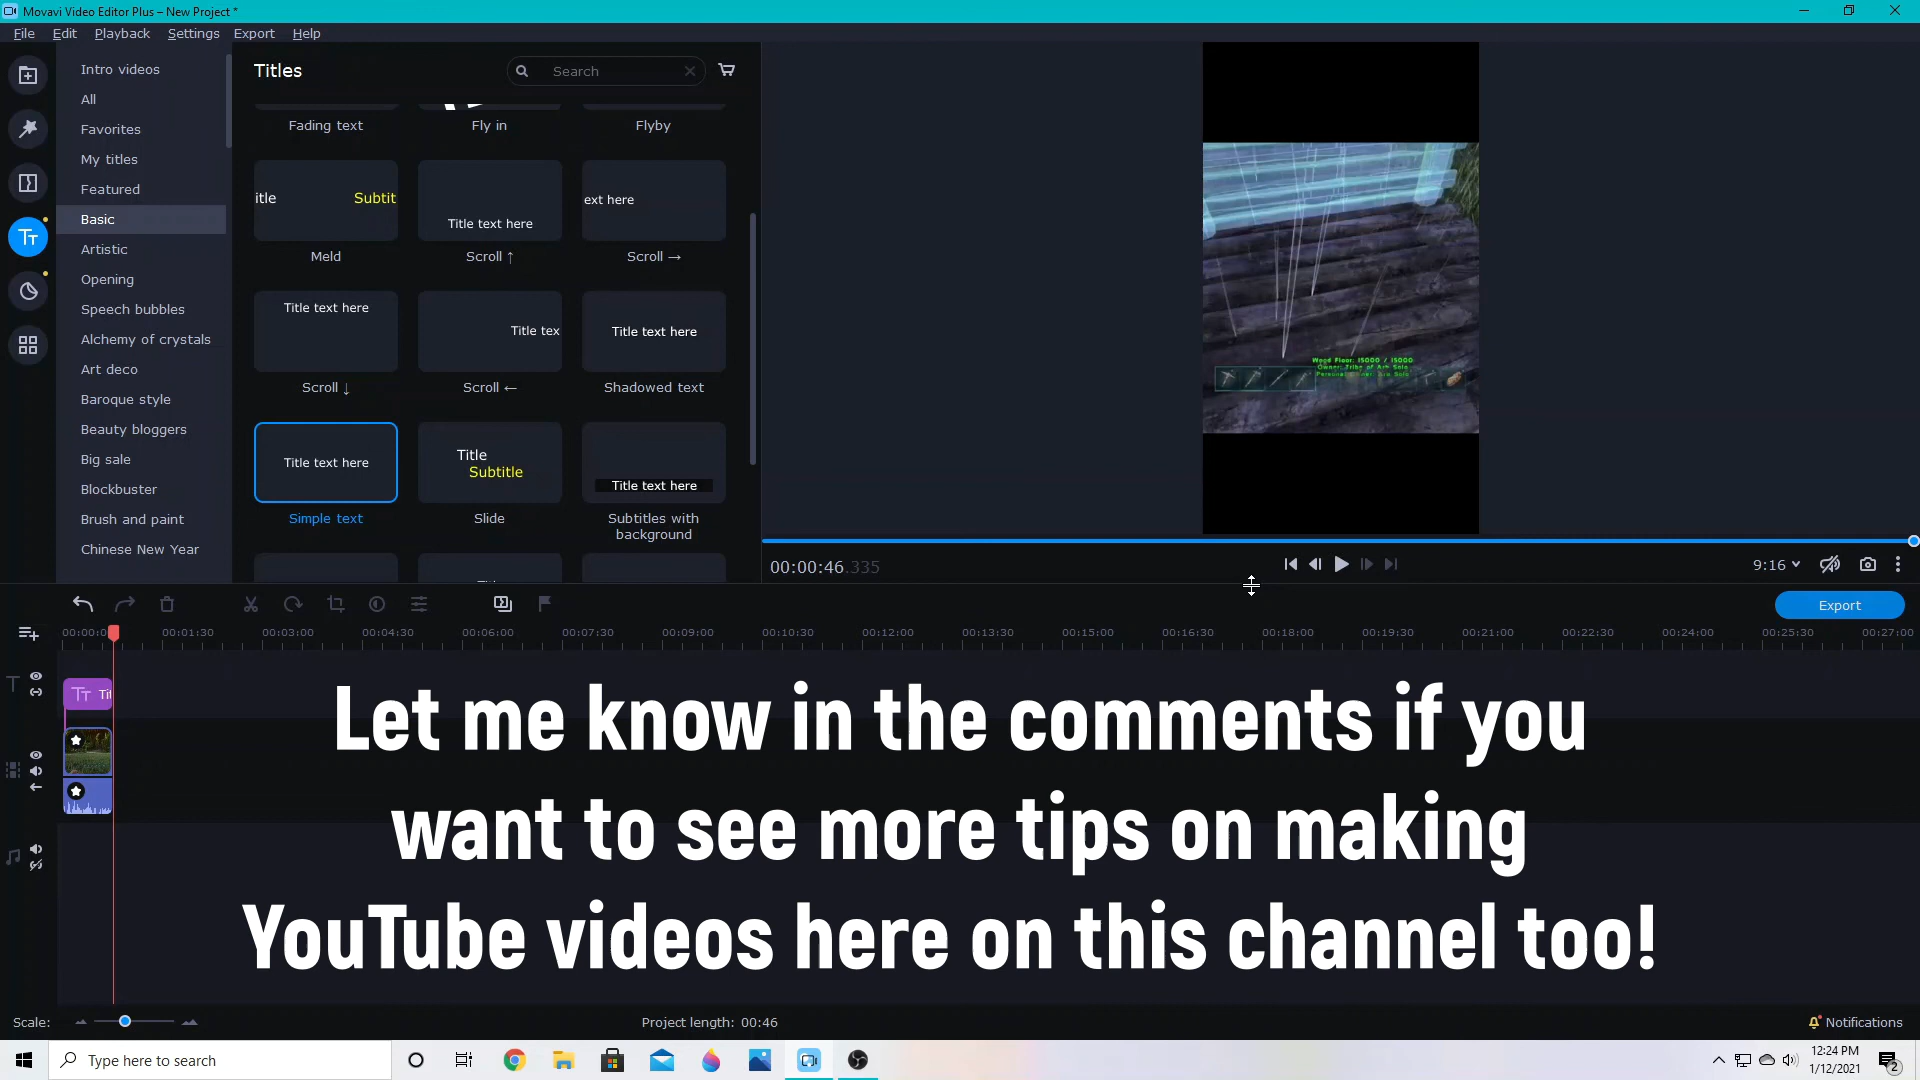 Movavi Video Editor Plus – New Project *
File Edit Playback Settings Export Help
Intro videos
All
Favorites
My titles
Featured
Basic
Artistic
Opening
Speech bubbles
Alchemy of crystals
Art deco
Baroque style
Beauty bloggers
Big sale
Blockbuster
Brush and paint
Chinese New Year
Titles
Search
Fading text
Fly in
Flyby
itle Subtit
Meld
Title text here
Scroll ↑
ext here
Scroll →
Title text here
Scroll ↓
Title tex
Scroll ←
Title text here
Shadowed text
Title text here
Simple text
Title
Subtitle
Slide
Title text here
Subtitles with
background
Wood Floor: 15000 / 15000
00:00:46.335
9:16
Export
00:00:0 00:01:30 00:03:00 00:04:30 00:06:00 00:07:30 00:09:00 00:10:30 00:12:00 00:13:30 00:15:00 00:16:30 00:18:00 00:19:30 00:21:00 00:22:30 00:24:00 00:25:30 00:27:00
Tit
Let me know in the comments if you
want to see more tips on making
YouTube videos here on this channel too!
Scale:
Project length: 00:46
Notifications
Type here to search
12:24 PM
1/12/2021
2